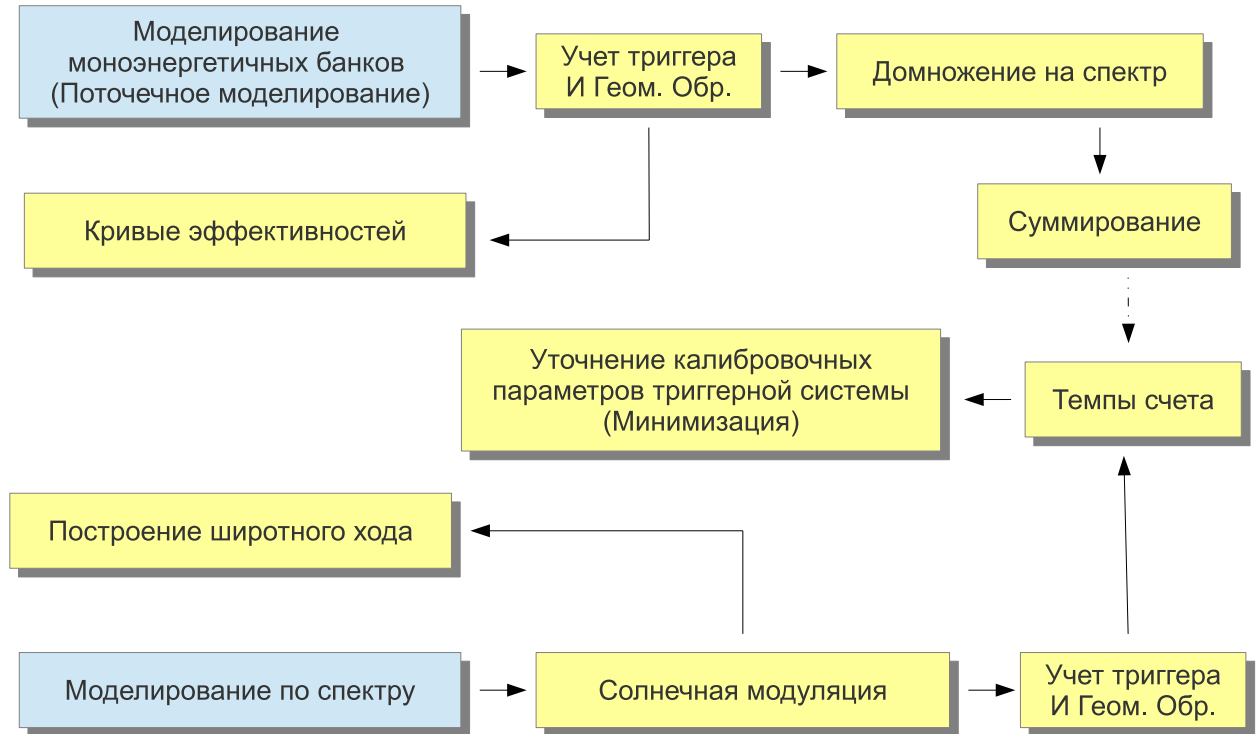 Моделирование
моноэнергетичных банков
(Поточечное моделирование)
Учет триггера
И Геом. Обр.
Домножение на спектр
Кривые эффективностей
Суммирование
Уточнение калибровочных
параметров триггерной системы
(Минимизация)
Темпы счета
Построение широтного хода
Моделирование по спектру
Солнечная модуляция
Учет триггера
И Геом. Обр.